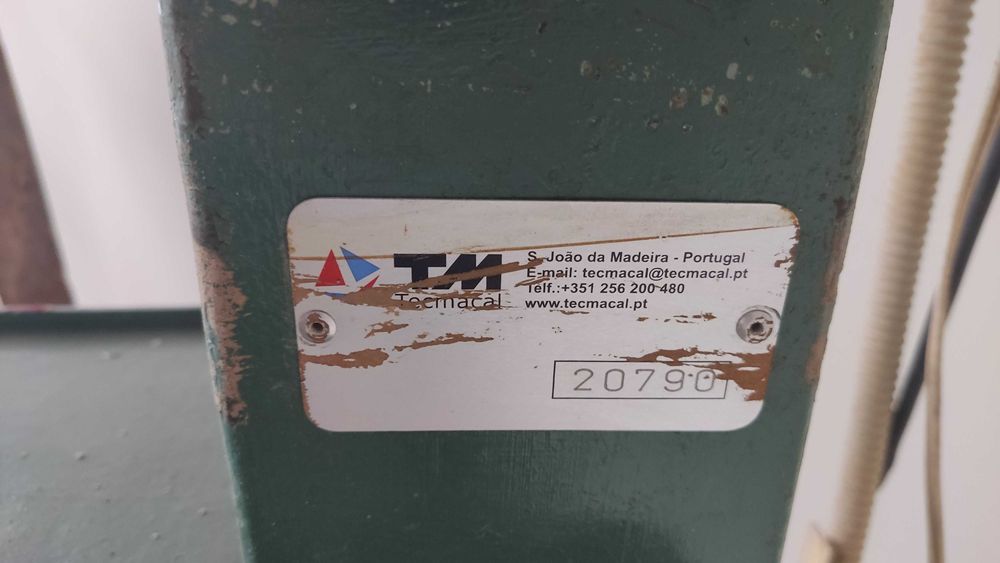 TM
Tecmacal
S. João da Madeira - Portugal
E-mail: tecmacal@tecmacal.pt
Telf.:+351 256 200 480
www.tecmacal.pt
20790